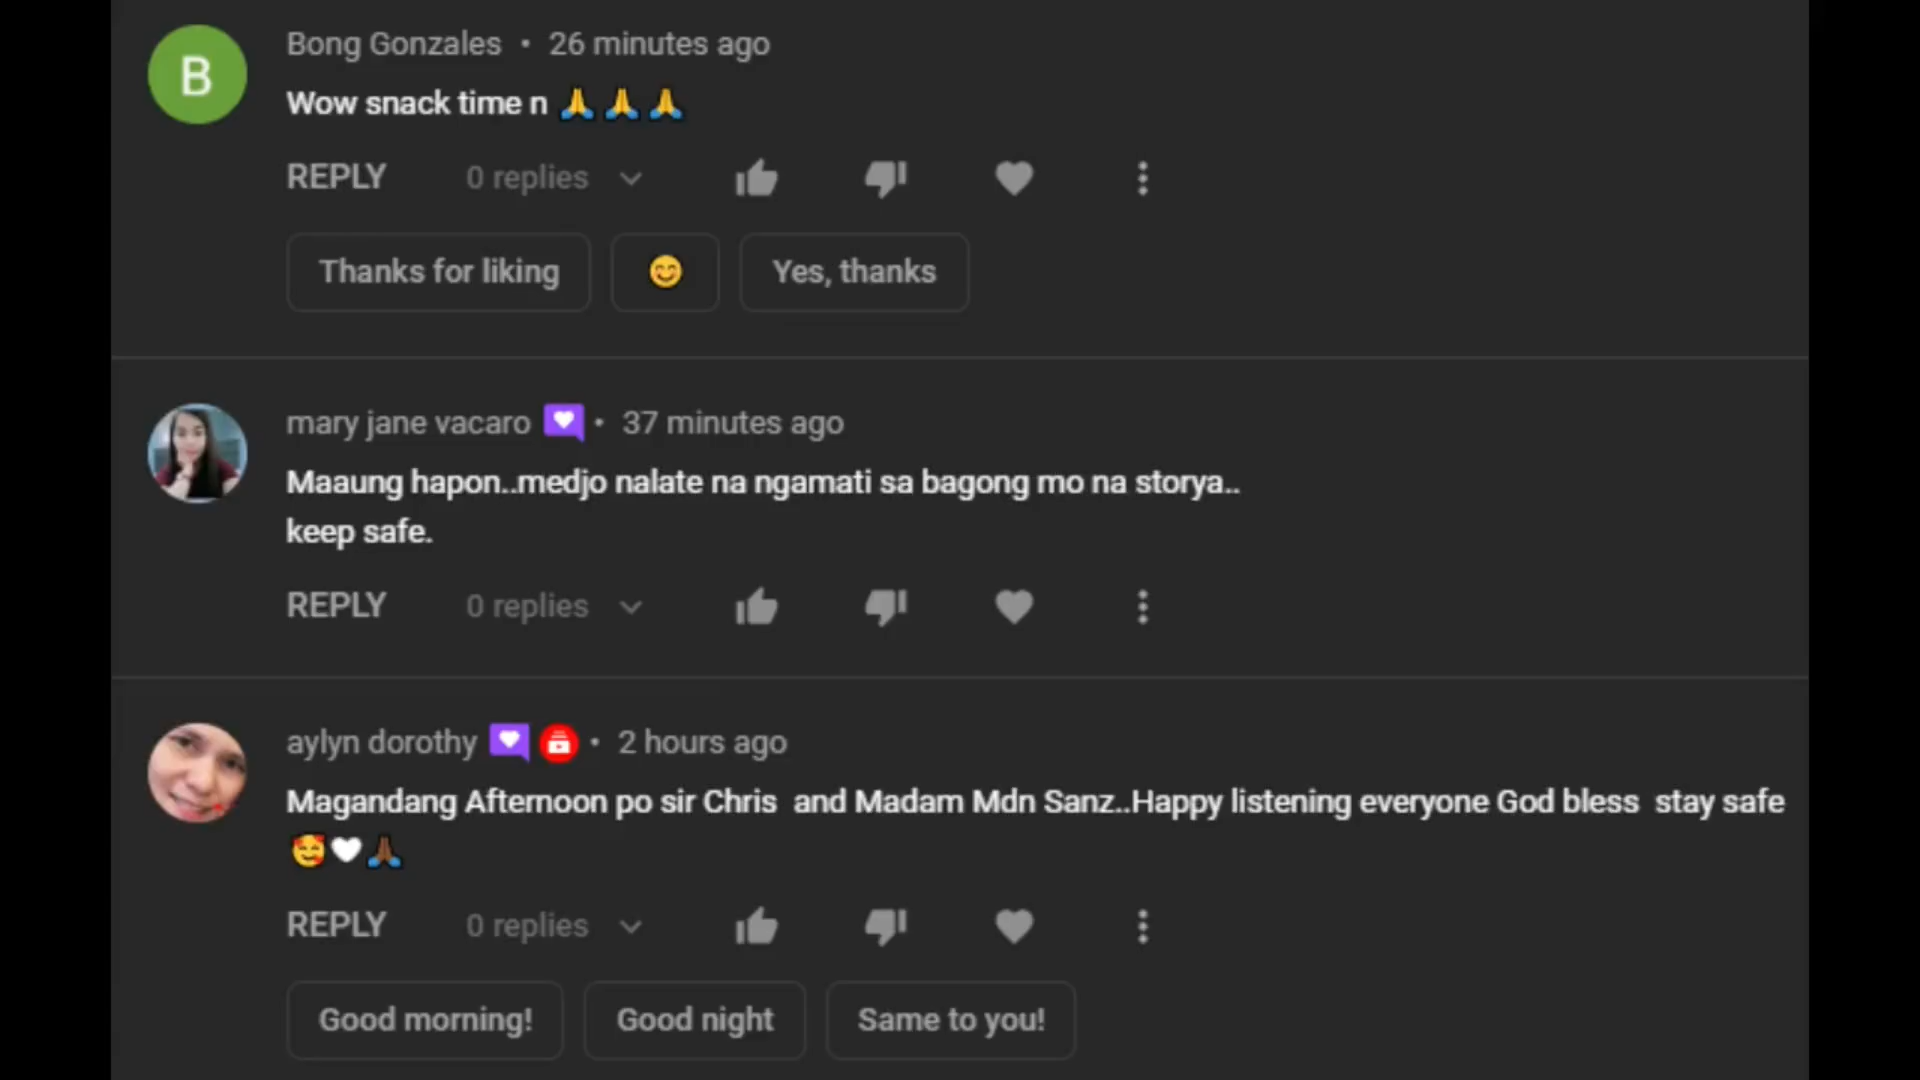 B
Bong Gonzales • 26 minutes ago
Wow snack time n 🙏🙏🙏
REPLY 0 replies
Thanks for liking 😊 Yes, thanks
mary jane vacaro • 37 minutes ago
Maaung hapon..medjo nalate na ngamati sa bagong mo na storya..
keep safe.
REPLY 0 replies
aylyn dorothy • 2 hours ago
Magandang Afternoon po sir Chris  and Madam Mdn Sanz..Happy listening everyone God bless  stay safe
🥰🤍🙏🏾
REPLY 0 replies
Good morning! Good night Same to you!